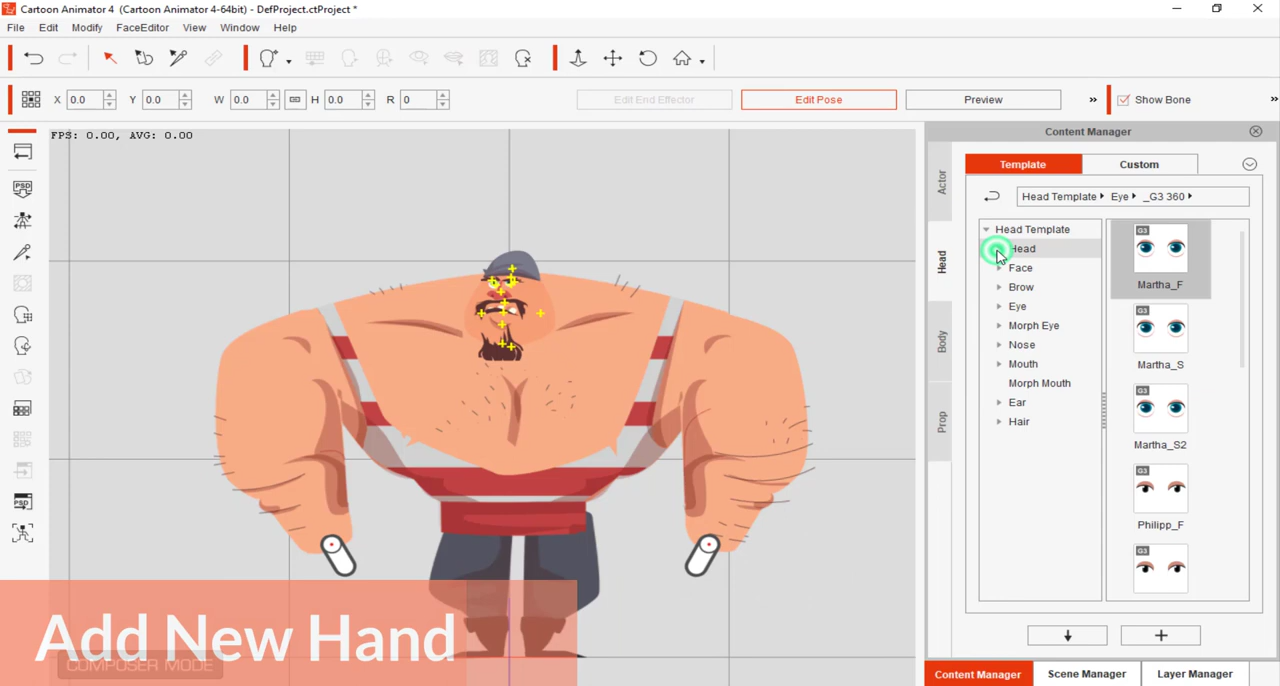 Cartoon Animator 4 (Cartoon Animator 4-64bit) - DefProject.ctProject *
File Edit Modify FaceEditor View Window Help
X 0.0 Y 0.0 W 0.0 H 0.0 R 0 Edit End Effector Edit Pose Preview » Show Bone »
FPS: 0.00, AVG: 0.00
Content Manager
Template Custom
Head Template Eye _G3 360
Actor
Head
Body
Prop
Head Template
Head
Face
Brow
Eye
Morph Eye
Nose
Mouth
Morph Mouth
Ear
Hair
G3
Martha_F
G3
Martha_S
G3
Martha_S2
G3
Philipp_F
G3
PSD
PSD
Add New Hand
COMPOSER MODE
Content Manager Scene Manager Layer Manager